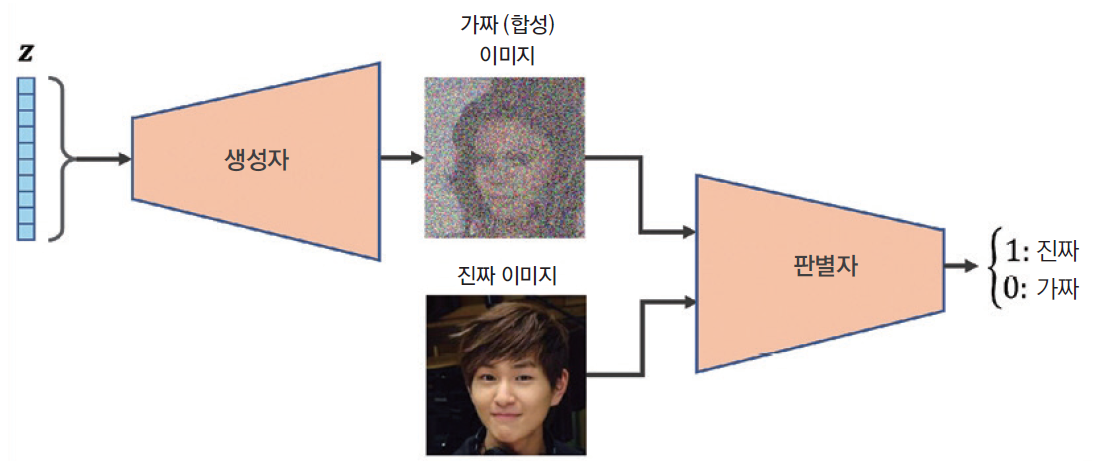 z
생성자
가짜 (합성)
이미지
진짜 이미지
판별자
1: 진짜
0: 가짜